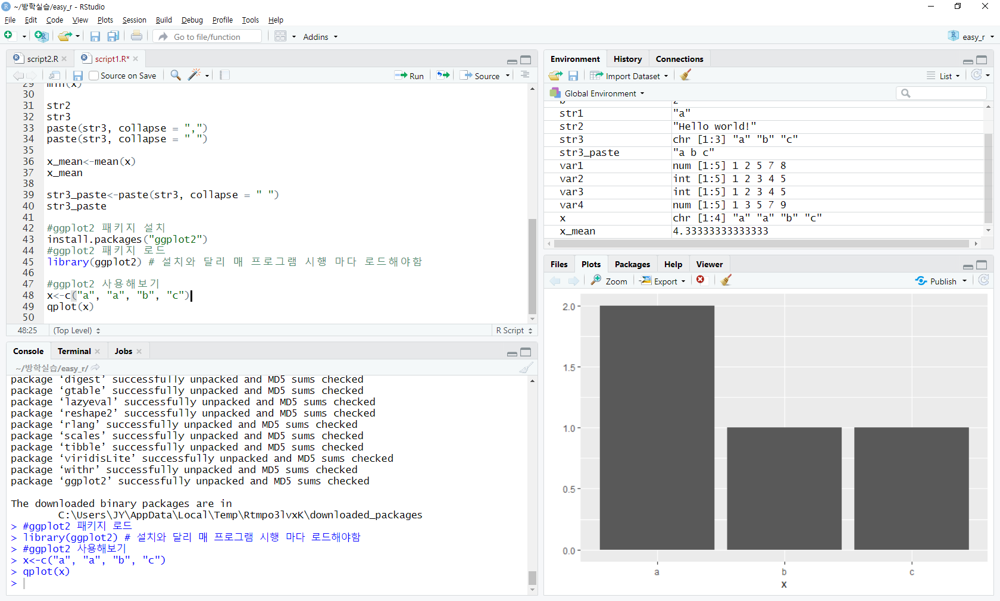 ~/방학실습/easy_r - RStudio
File Edit Code View Plots Session Build Debug Profile Tools Help
Go to file/function Addins easy_r
script2.R script1.R*
Source on Save Run Source
29 min(x)
30
31 str2
32 str3
33 paste(str3, collapse = ",")
34 paste(str3, collapse = " ")
35
36 x_mean<-mean(x)
37 x_mean
38
39 str3_paste<-paste(str3, collapse = " ")
40 str3_paste
41
42 #ggplot2 패키지 설치
43 install.packages("ggplot2")
44 #ggplot2 패키지 로드
45 library(ggplot2) # 설치와 달리 매 프로그램 시행 마다 로드해야함
46
47 #ggplot2 사용해보기
48 x<-c("a", "a", "b", "c")
49 qplot(x)
50
48:25 (Top Level) R Script
Console Terminal Jobs
~/방학실습/easy_r/
package ‘digest’ successfully unpacked and MD5 sums checked
package ‘gtable’ successfully unpacked and MD5 sums checked
package ‘lazyeval’ successfully unpacked and MD5 sums checked
package ‘reshape2’ successfully unpacked and MD5 sums checked
package ‘rlang’ successfully unpacked and MD5 sums checked
package ‘scales’ successfully unpacked and MD5 sums checked
package ‘tibble’ successfully unpacked and MD5 sums checked
package ‘viridisLite’ successfully unpacked and MD5 sums checked
package ‘withr’ successfully unpacked and MD5 sums checked
package ‘ggplot2’ successfully unpacked and MD5 sums checked
The downloaded binary packages are in
C:\Users\JY\AppData\Local\Temp\Rtmpo3lvxK\downloaded_packages
> #ggplot2 패키지 로드
> library(ggplot2) # 설치와 달리 매 프로그램 시행 마다 로드해야함
> #ggplot2 사용해보기
> x<-c("a", "a", "b", "c")
> qplot(x)
>
Environment History Connections
Import Dataset List
Global Environment
b 2
str1 "a"
str2 "Hello world!"
str3 chr [1:3] "a" "b" "c"
str3_paste "a b c"
var1 num [1:5] 1 2 5 7 8
var2 int [1:5] 1 2 3 4 5
var3 int [1:5] 1 2 3 4 5
var4 num [1:5] 1 3 5 7 9
x chr [1:4] "a" "a" "b" "c"
x_mean 4.33333333333333
Files Plots Packages Help Viewer
Zoom Export Publish
2.0
1.5
1.0
0.5
0.0
a b c
x